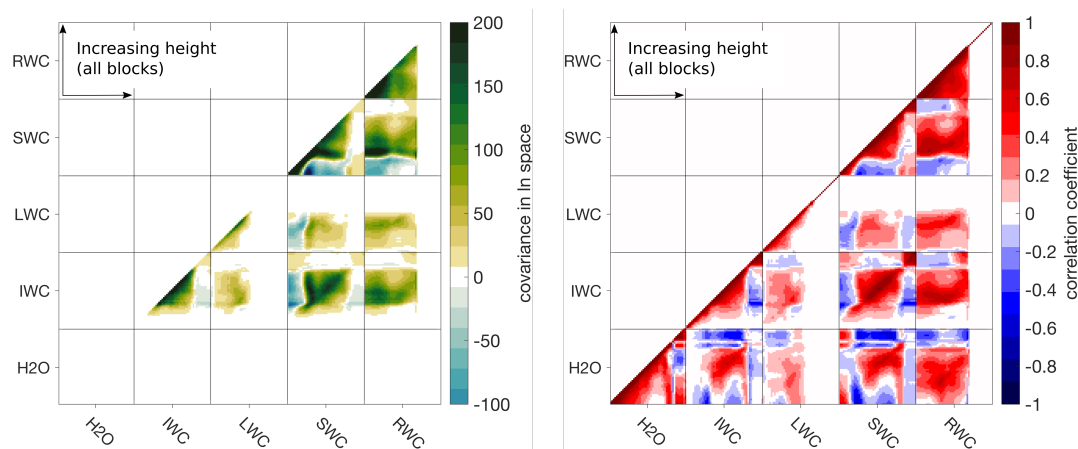 Increasing height
(all blocks)
RWC
SWC
LWC
IWC
H2O
H2O
IWC
LWC
SWC
RWC
200
150
100
50
0
-50
-100
covariance in ln space
Increasing height
(all blocks)
RWC
SWC
LWC
IWC
H2O
H2O
IWC
LWC
SWC
RWC
1
0.8
0.6
0.4
0.2
0
-0.2
-0.4
-0.6
-0.8
-1
correlation coefficient